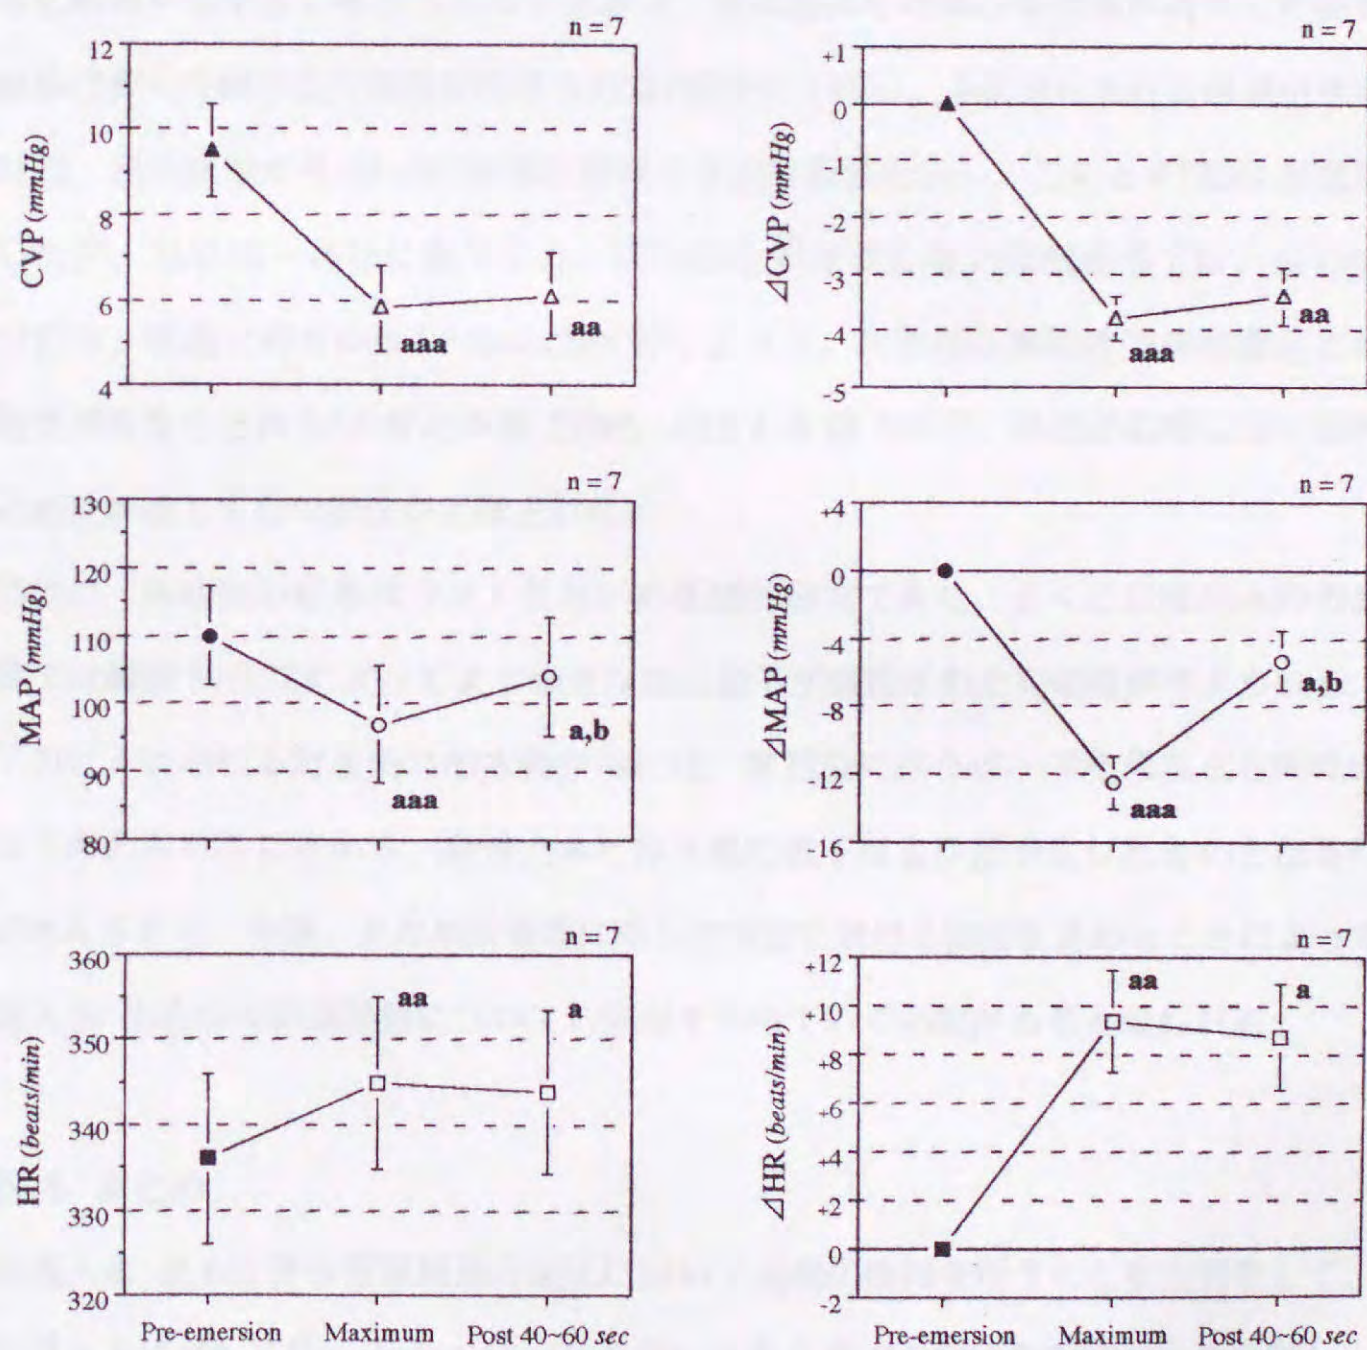 n = 7
12
10
8
6
4
CVP (mmHg)
aaa
aa
n = 7
+1
0
-1
-2
-3
-4
-5
⊿CVP (mmHg)
aaa
aa
n = 7
130
120
110
100
90
80
MAP (mmHg)
aaa
a,b
n = 7
+4
0
-4
-8
-12
-16
⊿MAP (mmHg)
aaa
a,b
n = 7
360
350
340
330
320
HR (beats/min)
aa
a
Pre-emersion
Maximum
Post 40~60 sec
n = 7
+12
+10
+8
+6
+4
+2
0
-2
⊿HR (beats/min)
aa
a
Pre-emersion
Maximum
Post 40~60 sec